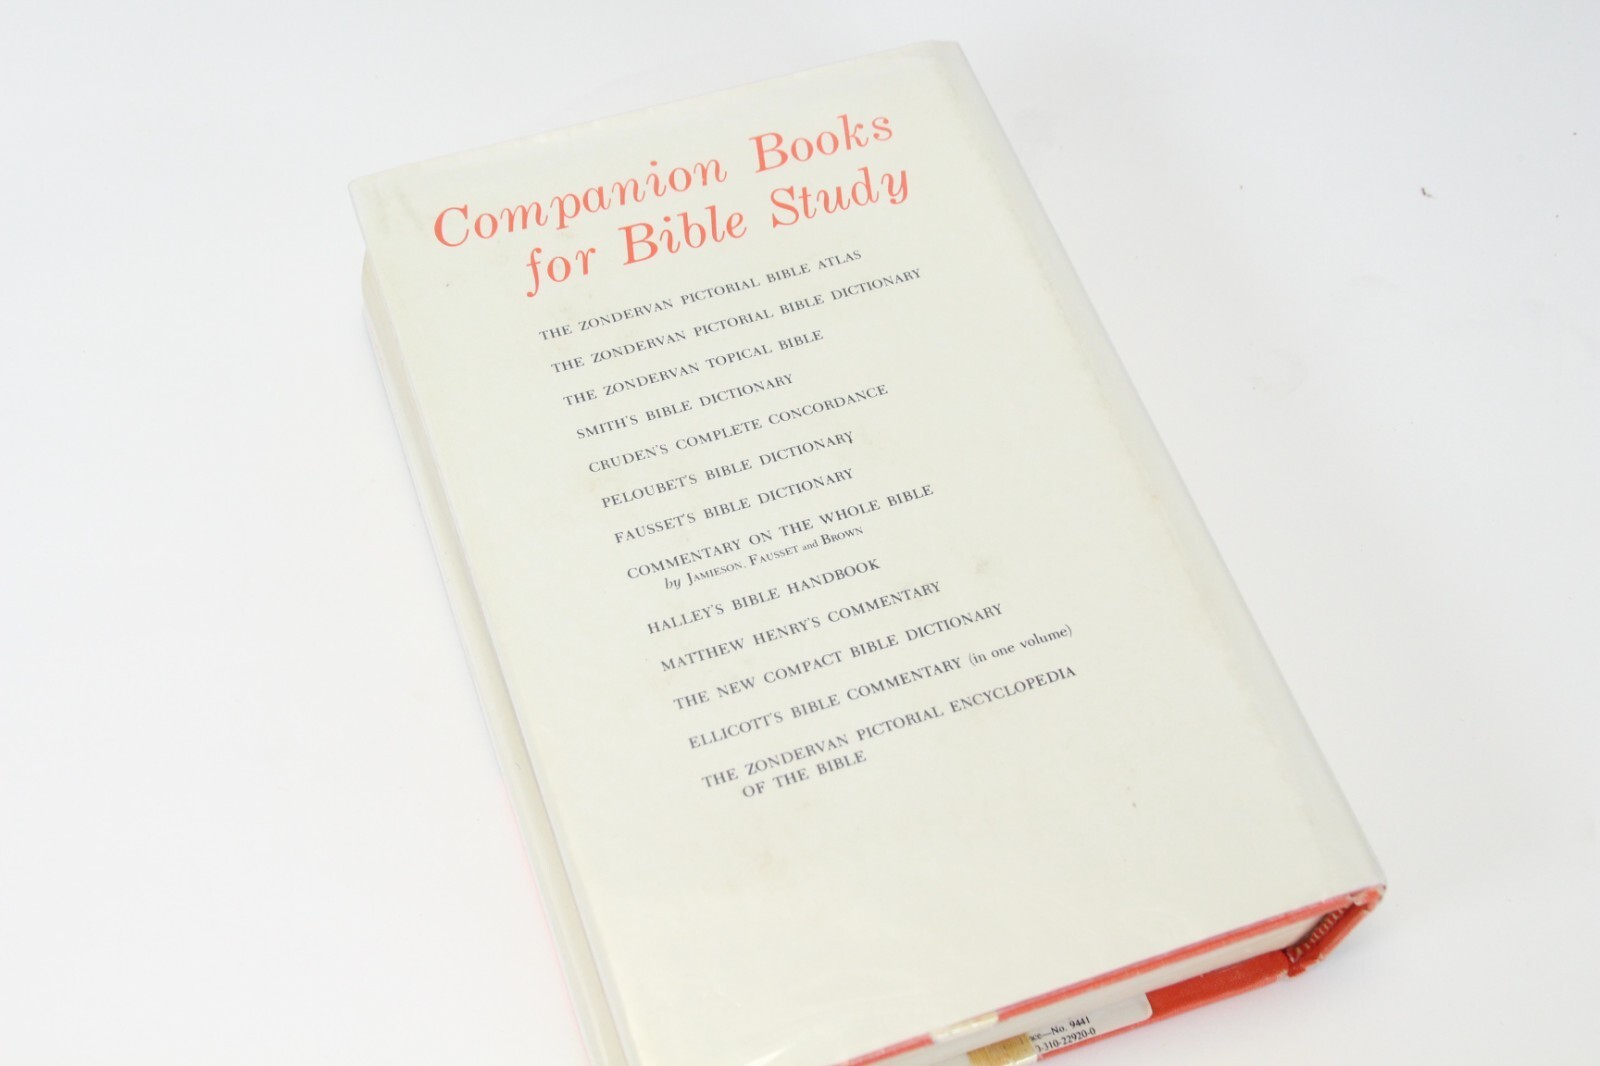 Companion Books
for Bible Study
THE ZONDERVAN PICTORIAL BIBLE ATLAS
THE ZONDERVAN PICTORIAL BIBLE DICTIONARY
THE ZONDERVAN TOPICAL BIBLE
SMITH'S BIBLE DICTIONARY
CRUDEN'S COMPLETE CONCORDANCE
PELOUBET'S BIBLE DICTIONARY
FAUSSET'S BIBLE DICTIONARY
COMMENTARY ON THE WHOLE BIBLE
by JAMIESON, FAUSSET and BROWN
HALLEY'S BIBLE HANDBOOK
MATTHEW HENRY'S COMMENTARY
THE NEW COMPACT BIBLE DICTIONARY
ELLICOTT'S BIBLE COMMENTARY (in one volume)
THE ZONDERVAN PICTORIAL ENCYCLOPEDIA
OF THE BIBLE
No. 9441
-310-22920-0